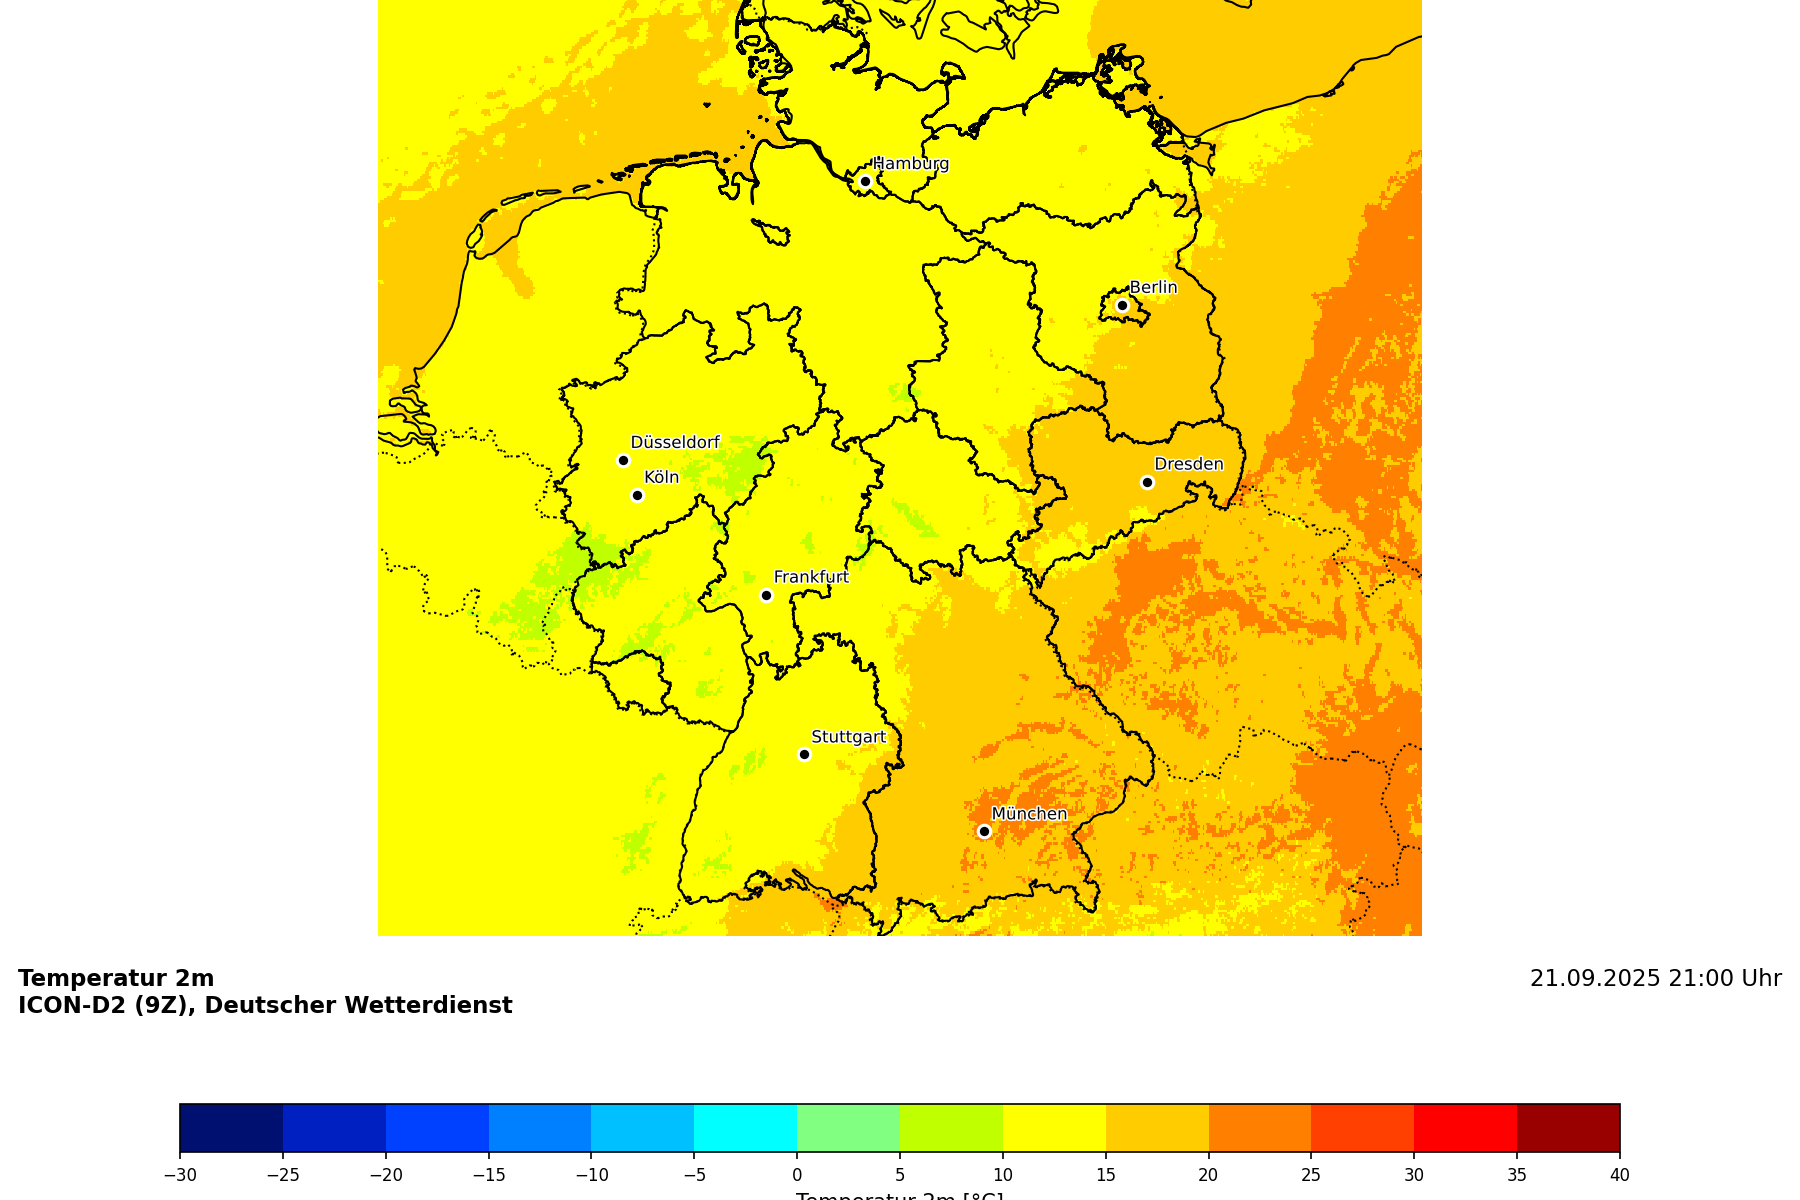 Hamburg
Berlin
Düsseldorf
Dresden
Köln
Frankfurt
Stuttgart
München
Temperatur 2m
21.09.2025 21:00 Uhr
ICON-D2 (9Z), Deutscher Wetterdienst
−30 −25 −20 −15 −10 −5 0 5 10 15 20 25 30 35 40
Temperatur 2m [°C]